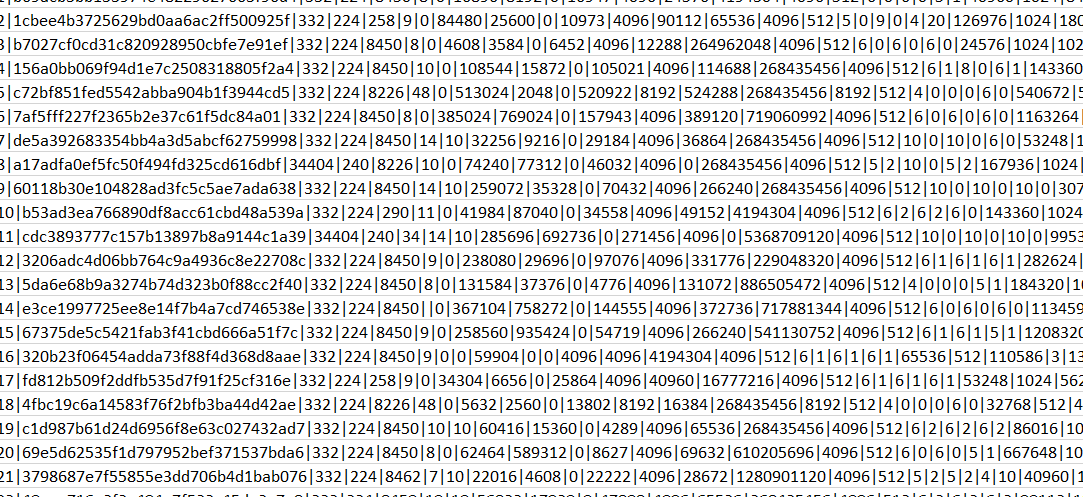 2|1cbee4b3725629bd0aa6ac2ff500925f|332|224|258|9|0|84480|25600|0|10973|4096|90112|65536|4096|512|5|0|9|0|4|20|126976|1024|180
3|b7027cf0cd31c820928950cbfe7e91ef|332|224|8450|8|0|4608|3584|0|6452|4096|12288|264962048|4096|512|6|0|6|0|6|0|24576|1024|102
4|156a0bb069f94d1e7c2508318805f2a4|332|224|8450|10|0|108544|15872|0|105021|4096|114688|268435456|4096|512|6|1|8|0|6|1|143360
5|c72bf851fed5542abba904b1f3944cd5|332|224|8226|48|0|513024|2048|0|520922|8192|524288|268435456|8192|512|4|0|0|0|6|0|540672|5
6|7af5fff227f2365b2e37c61f5dc84a01|332|224|8450|8|0|385024|769024|0|157943|4096|389120|719060992|4096|512|6|0|6|0|6|0|1163264|
7|de5a392683354bb4a3d5abcf62759998|332|224|8450|14|10|32256|9216|0|29184|4096|36864|268435456|4096|512|10|0|10|0|6|0|53248|1
8|a17adfa0ef5fc50f494fd325cd616dbf|34404|240|8226|10|0|74240|77312|0|46032|4096|0|268435456|4096|512|5|2|10|0|5|2|167936|1024|
9|60118b30e104828ad3fc5c5ae7ada638|332|224|8450|14|10|259072|35328|0|70432|4096|266240|268435456|4096|512|10|0|10|0|10|0|307
10|b53ad3ea766890df8acc61cbd48a539a|332|224|290|11|0|41984|87040|0|34558|4096|49152|4194304|4096|512|6|2|6|2|6|0|143360|1024
11|cdc3893777c157b13897b8a9144c1a39|34404|240|34|14|10|285696|692736|0|271456|4096|0|5368709120|4096|512|10|0|10|0|10|0|9953
12|3206adc4d06bb764c9a4936c8e22708c|332|224|8450|9|0|238080|29696|0|97076|4096|331776|229048320|4096|512|6|1|6|1|6|1|282624|
13|5da6e68b9a3274b74d323b0f88cc2f40|332|224|8450|8|0|131584|37376|0|4776|4096|131072|886505472|4096|512|4|0|0|0|5|1|184320|10
14|e3ce1997725ee8e14f7b4a7cd746538e|332|224|8450||0|367104|758272|0|144555|4096|372736|717881344|4096|512|6|0|6|0|6|0|113459
15|67375de5c5421fab3f41cbd666a51f7c|332|224|8450|9|0|258560|935424|0|54719|4096|266240|541130752|4096|512|6|1|6|1|5|1|1208320
16|320b23f06454adda73f88f4d368d8aae|332|224|8450|9|0|0|59904|0|0|4096|4096|4194304|4096|512|6|1|6|1|6|1|65536|512|110586|3|13
17|fd812b509f2ddfb535d7f91f25cf316e|332|224|258|9|0|34304|6656|0|25864|4096|40960|16777216|4096|512|6|1|6|1|6|1|53248|1024|562
18|4fbc19c6a14583f76f2bfb3ba44d42ae|332|224|8226|48|0|5632|2560|0|13802|8192|16384|268435456|8192|512|4|0|0|0|6|0|32768|512|4
19|c1d987b61d24d6956f8e63c027432ad7|332|224|8450|10|10|60416|15360|0|4289|4096|65536|268435456|4096|512|6|2|6|2|6|2|86016|10
20|69e5d62535f1d797952bef371537bda6|332|224|8450|8|0|62464|589312|0|8627|4096|69632|610205696|4096|512|6|0|6|0|5|1|667648|10
21|3798687e7f55855e3dd706b4d1bab076|332|224|8462|7|10|22016|4608|0|22222|4096|28672|1280901120|4096|512|5|2|5|2|4|10|40960|1